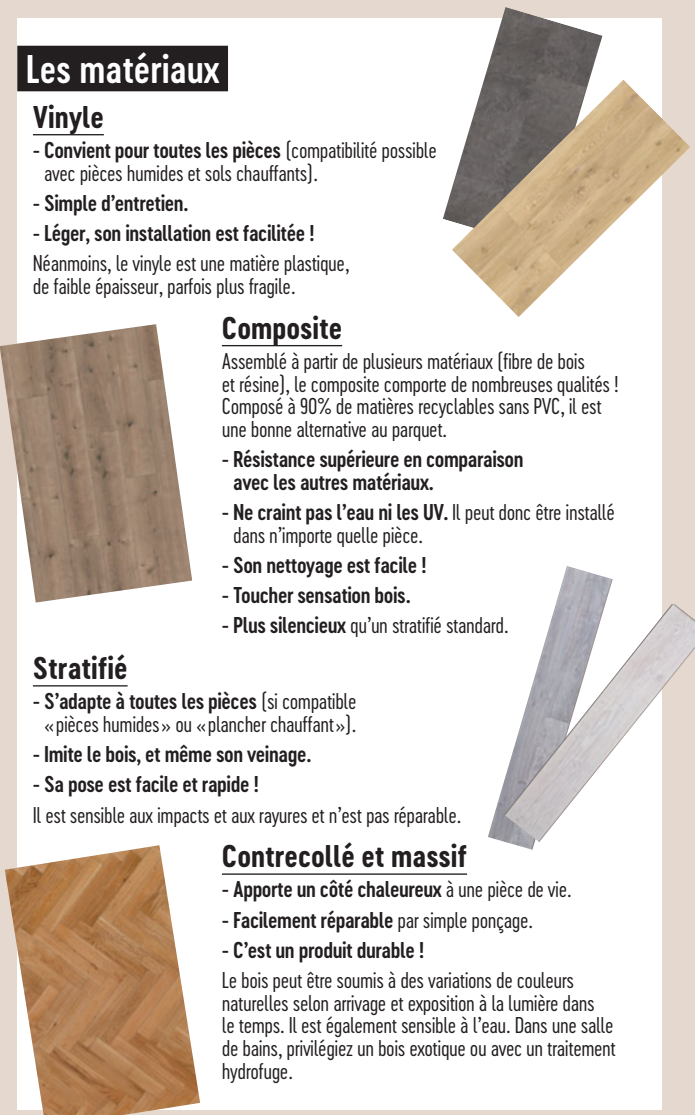 Les matériaux
Vinyle
- Convient pour toutes les pièces (compatibilité possible
avec pièces humides et sols chauffants).
- Simple d’entretien.
- Léger, son installation est facilitée !
Néanmoins, le vinyle est une matière plastique,
de faible épaisseur, parfois plus fragile.
Composite
Assemblé à partir de plusieurs matériaux (fibre de bois
et résine), le composite comporte de nombreuses qualités !
Composé à 90% de matières recyclables sans PVC, il est
une bonne alternative au parquet.
- Résistance supérieure en comparaison
avec les autres matériaux.
- Ne craint pas l’eau ni les UV. Il peut donc être installé
dans n’importe quelle pièce.
- Son nettoyage est facile !
- Toucher sensation bois.
- Plus silencieux qu’un stratifié standard.
Stratifié
- S’adapte à toutes les pièces (si compatible
«pièces humides» ou «plancher chauffant»).
- Imite le bois, et même son veinage.
- Sa pose est facile et rapide !
Il est sensible aux impacts et aux rayures et n’est pas réparable.
Contrecollé et massif
- Apporte un côté chaleureux à une pièce de vie.
- Facilement réparable par simple ponçage.
- C’est un produit durable !
Le bois peut être soumis à des variations de couleurs
naturelles selon arrivage et exposition à la lumière dans
le temps. Il est également sensible à l’eau. Dans une salle
de bains, privilégiez un bois exotique ou avec un traitement
hydrofuge.